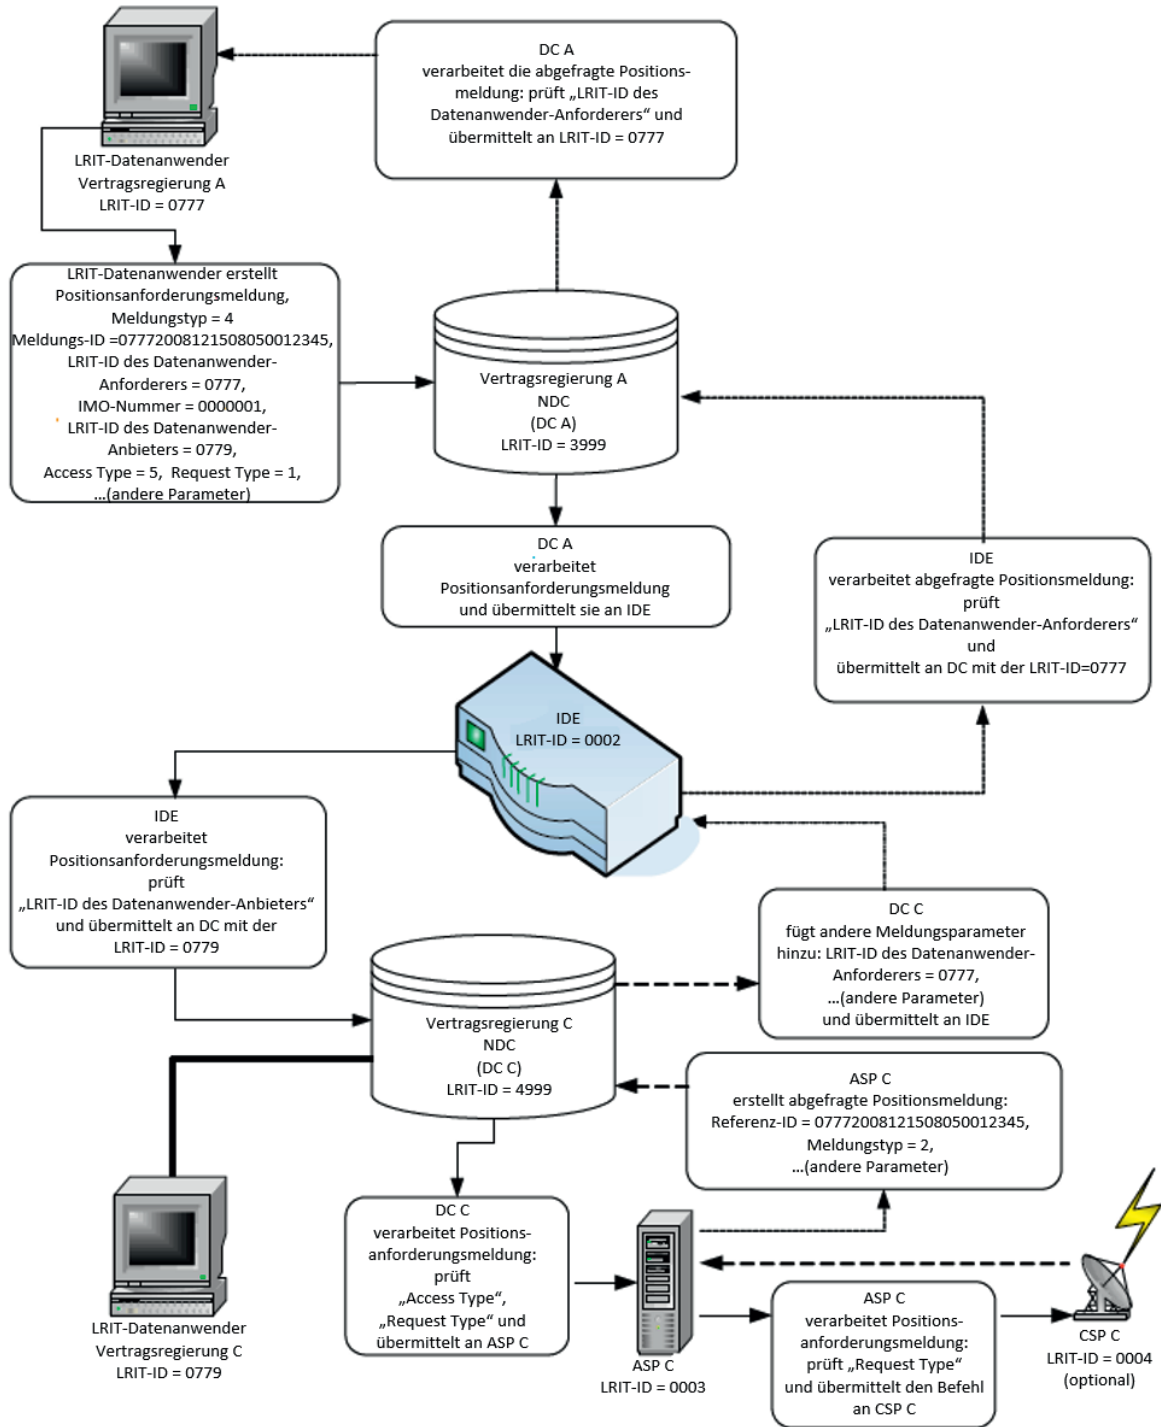 DC A
verarbeitet die abgefragte Positions-
meldung: prüft „LRIT-ID des
Datenanwender-Anforderers“ und
übermittelt an LRIT-ID = 0777
LRIT-Datenanwender
Vertragsregierung A
LRIT-ID = 0777
LRIT-Datenanwender erstellt
Positionsanforderungsmeldung,
Meldungstyp = 4
Meldungs-ID =07772008121508050012345,
LRIT-ID des Datenanwender-
Anforderers = 0777,
IMO-Nummer = 0000001,
LRIT-ID des Datenanwender-
Anbieters = 0779,
Access Type = 5, Request Type = 1,
...(andere Parameter)
Vertragsregierung A
NDC
(DC A)
LRIT-ID = 3999
DC A
verarbeitet
Positionsanforderungsmeldung
und übermittelt sie an IDE
IDE
verarbeitet abgefragte Positionsmeldung:
prüft
„LRIT-ID des Datenanwender-Anforderers“
und
übermittelt an DC mit der LRIT-ID=0777
IDE
LRIT-ID = 0002
IDE
verarbeitet
Positionsanforderungsmeldung:
prüft
„LRIT-ID des Datenanwender-Anbieters“
und übermittelt an DC mit der
LRIT-ID = 0779
DC C
fügt andere Meldungsparameter
hinzu: LRIT-ID des Datenanwender-
Anforderers = 0777,
...(andere Parameter)
und übermittelt an IDE
Vertragsregierung C
NDC
(DC C)
LRIT-ID = 4999
ASP C
erstellt abgefragte Positionsmeldung:
Referenz-ID = 07772008121508050012345,
Meldungstyp = 2,
...(andere Parameter)
LRIT-Datenanwender
Vertragsregierung C
LRIT-ID = 0779
DC C
verarbeitet Positions-
anforderungsmeldung:
prüft
„Access Type“,
„Request Type“ und
übermittelt an ASP C
ASP C
LRIT-ID = 0003
ASP C
verarbeitet Positions-
anforderungsmeldung:
prüft „Request Type“
und übermittelt den Befehl
an CSP C
CSP C
LRIT-ID = 0004
(optional)